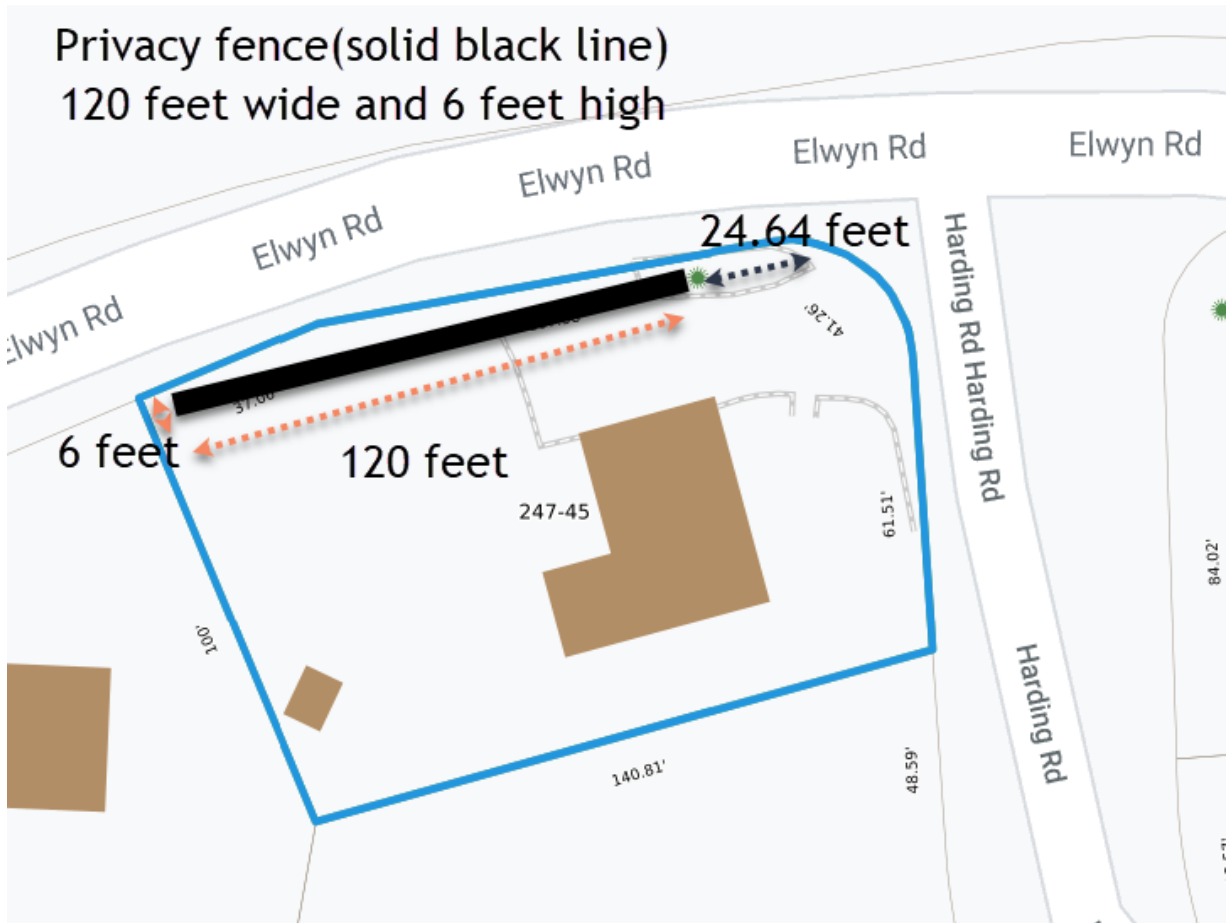 Privacy fence(solid black line)
120 feet wide and 6 feet high
Elwyn Rd
Elwyn Rd
Elwyn Rd
Elwyn Rd
Elwyn Rd
24.64 feet
Harding Rd Harding Rd
41.26'
6 feet
120 feet
247-45
61.51'
84.02'
100'
Harding Rd
140.81'
48.59'